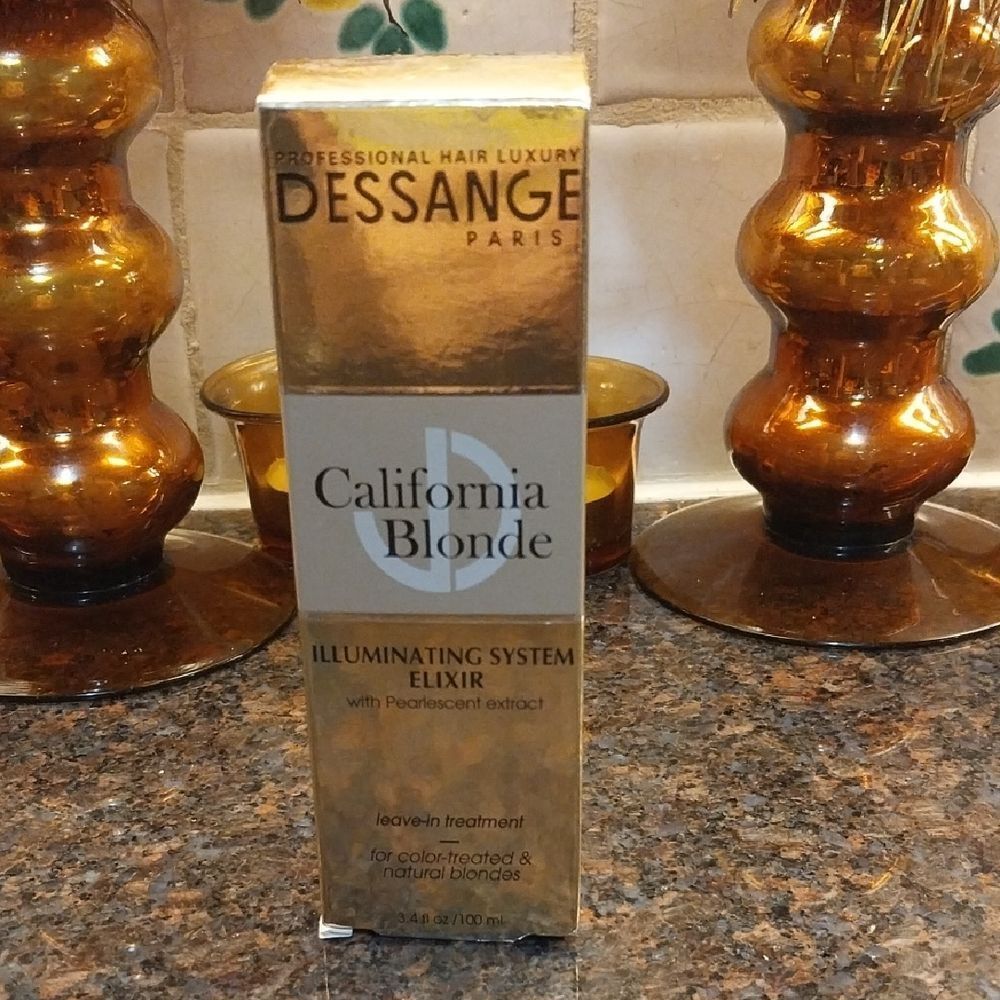 PROFESSIONAL HAIR LUXURY
DESSANGE
PARIS
California
Blonde
ILLUMINATING SYSTEM
ELIXIR
with Pearlescent extract
leave-in treatment
for color-treated &
natural blondes
3.4 fl oz /100 ml